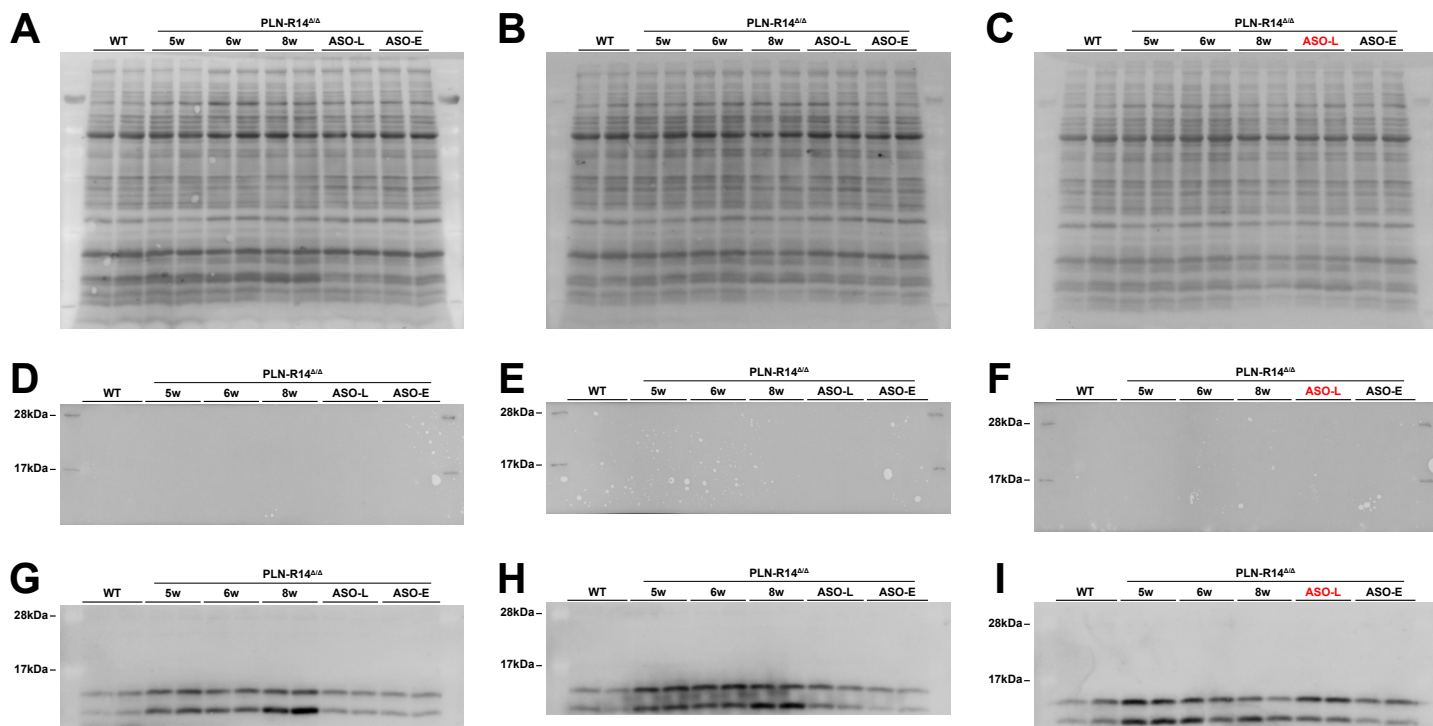 A
PLN-R14Δ/Δ
WT 5w 6w 8w ASO-L ASO-E
B
PLN-R14Δ/Δ
WT 5w 6w 8w ASO-L ASO-E
C
PLN-R14Δ/Δ
WT 5w 6w 8w ASO-L ASO-E
D
PLN-R14Δ/Δ
WT 5w 6w 8w ASO-L ASO-E
28kDa
17kDa
E
PLN-R14Δ/Δ
WT 5w 6w 8w ASO-L ASO-E
28kDa
17kDa
F
PLN-R14Δ/Δ
WT 5w 6w 8w ASO-L ASO-E
28kDa
17kDa
G
PLN-R14Δ/Δ
WT 5w 6w 8w ASO-L ASO-E
28kDa
17kDa
H
PLN-R14Δ/Δ
WT 5w 6w 8w ASO-L ASO-E
28kDa
17kDa
I
PLN-R14Δ/Δ
WT 5w 6w 8w ASO-L ASO-E
28kDa
17kDa